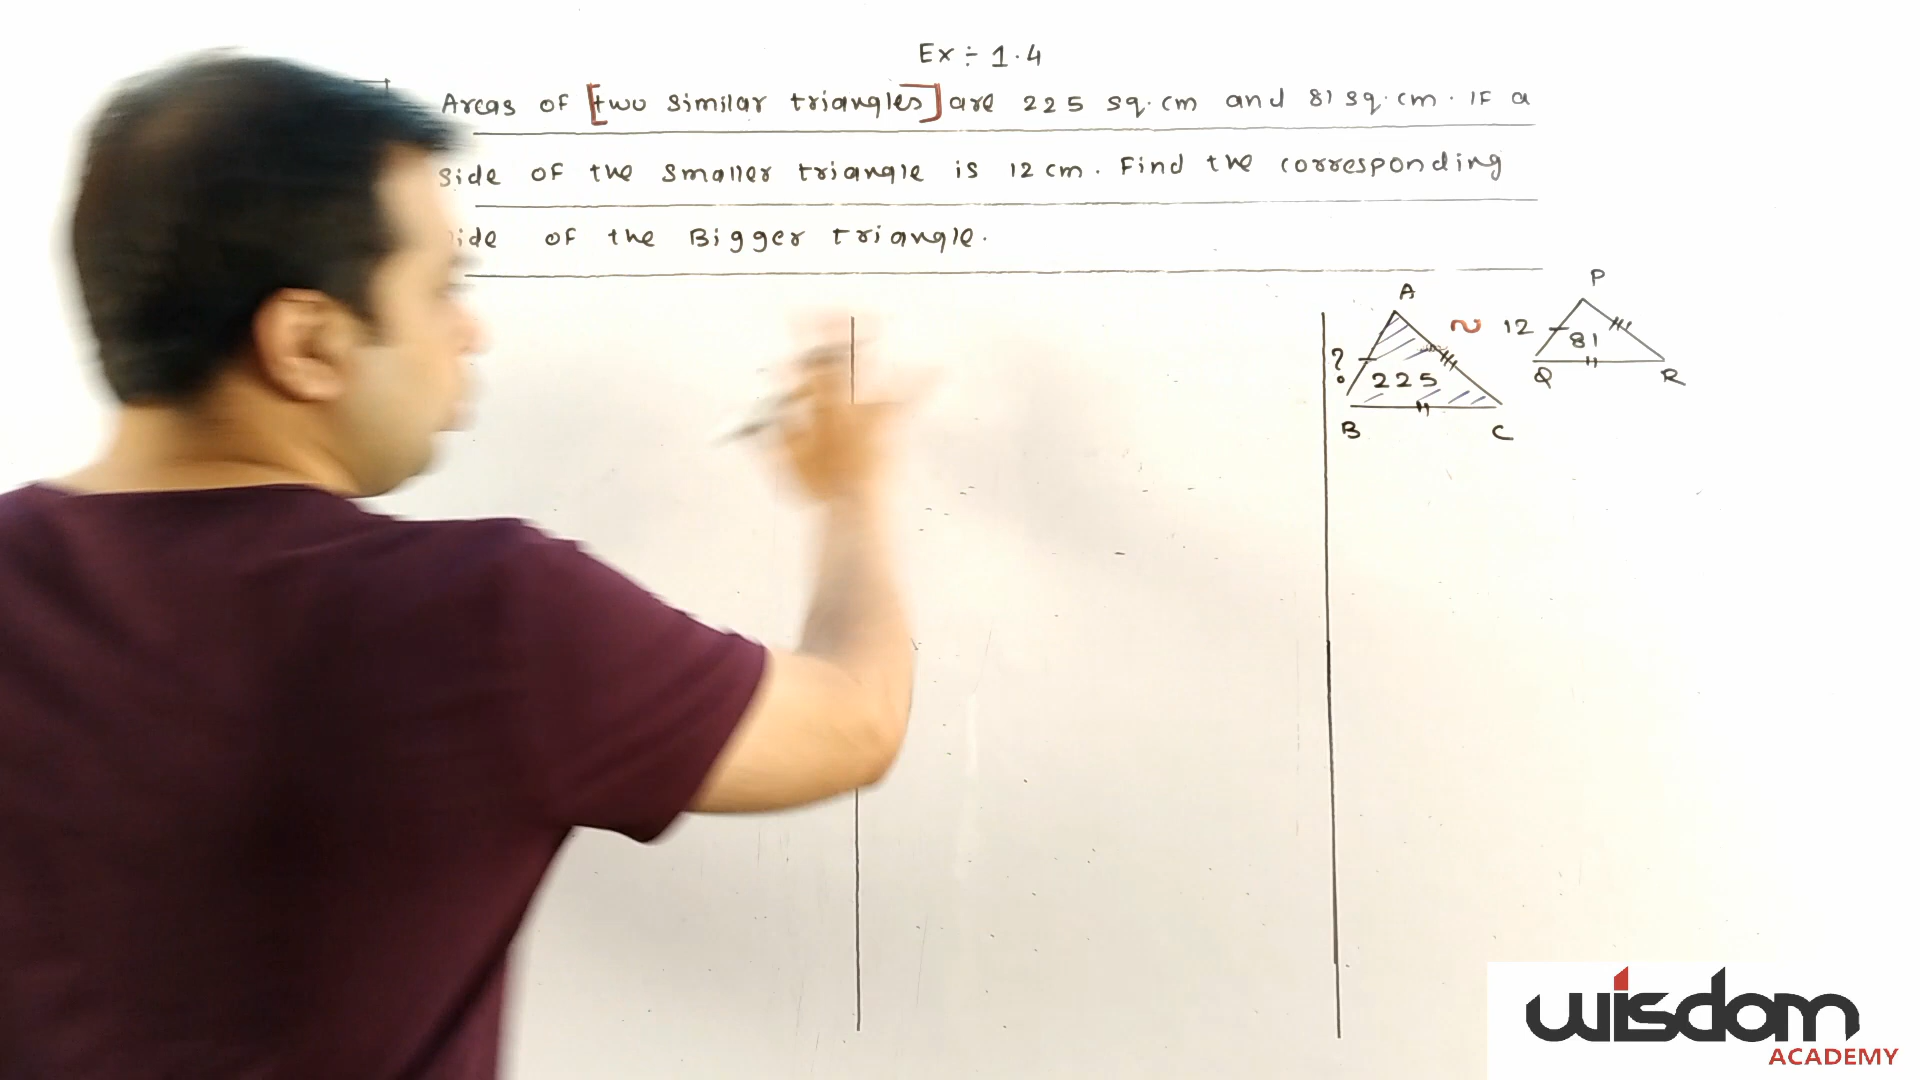 Ex ÷ 1.4
Areas of [two similar triangles] are 225 sq.cm and 81 sq.cm. If a
side of the smaller triangle is 12 cm. Find the corresponding
ide of the Bigger triangle.
A
P
~
12
81
?
225
Q
R
B
C
wisdom
ACADEMY